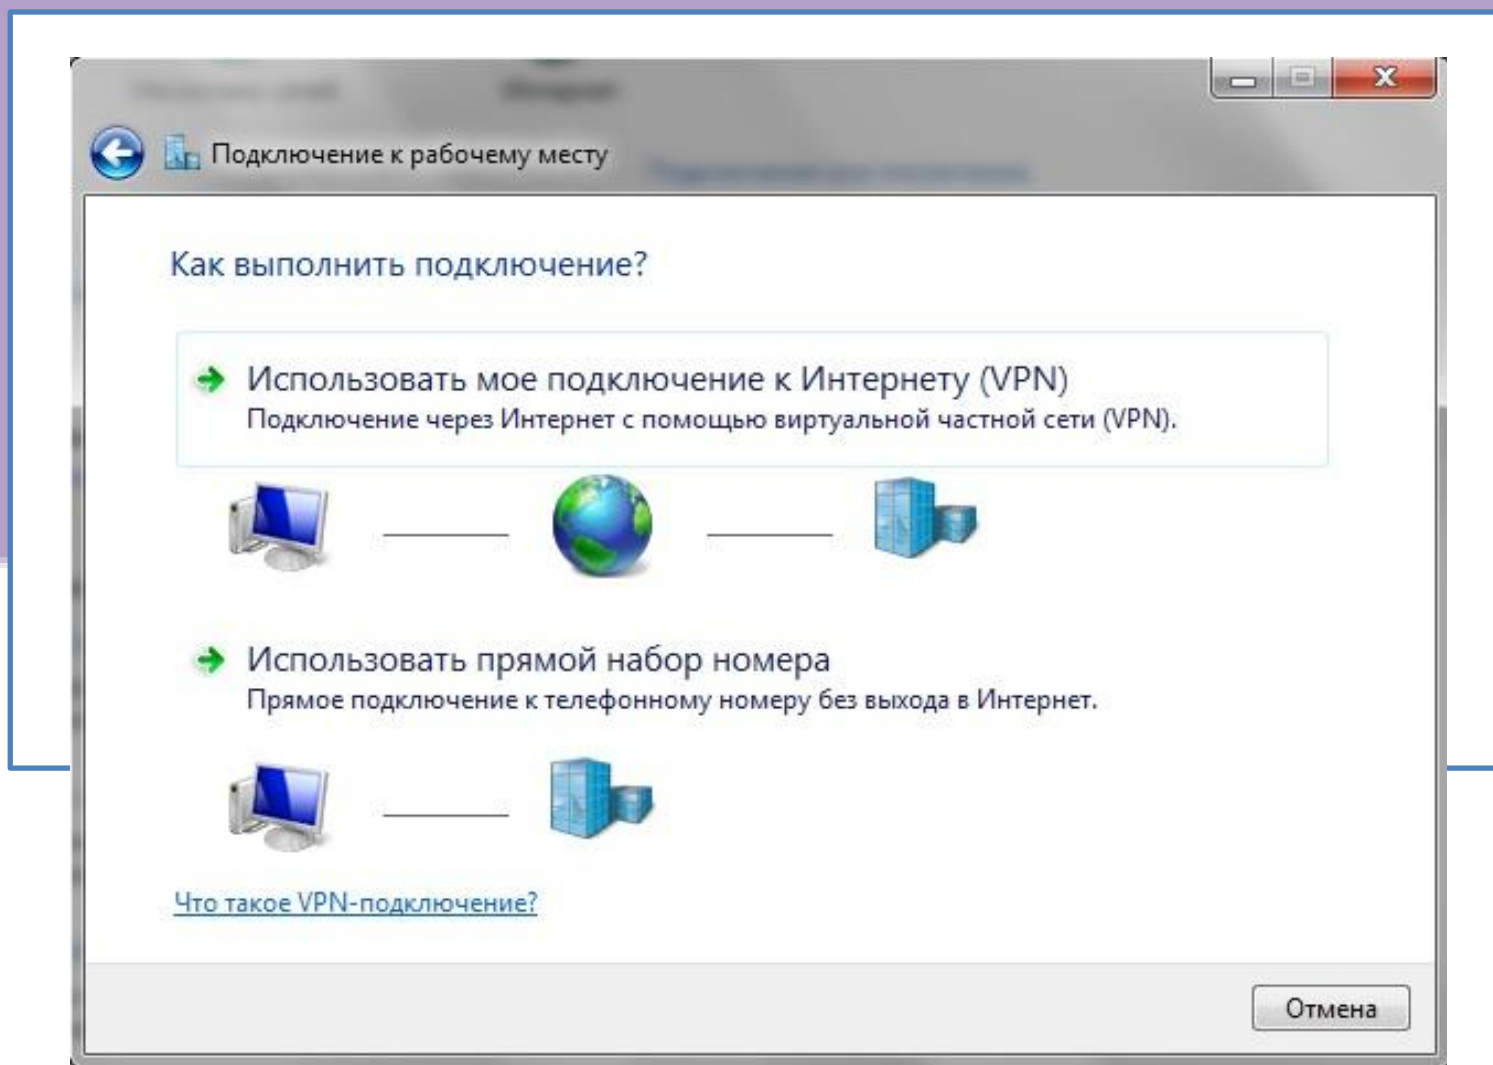 Подключение к рабочему месту
Как выполнить подключение?
Использовать мое подключение к Интернету (VPN)
Подключение через Интернет с помощью виртуальной частной сети (VPN).
Использовать прямой набор номера
Прямое подключение к телефонному номеру без выхода в Интернет.
Что такое VPN-подключение?
Отмена